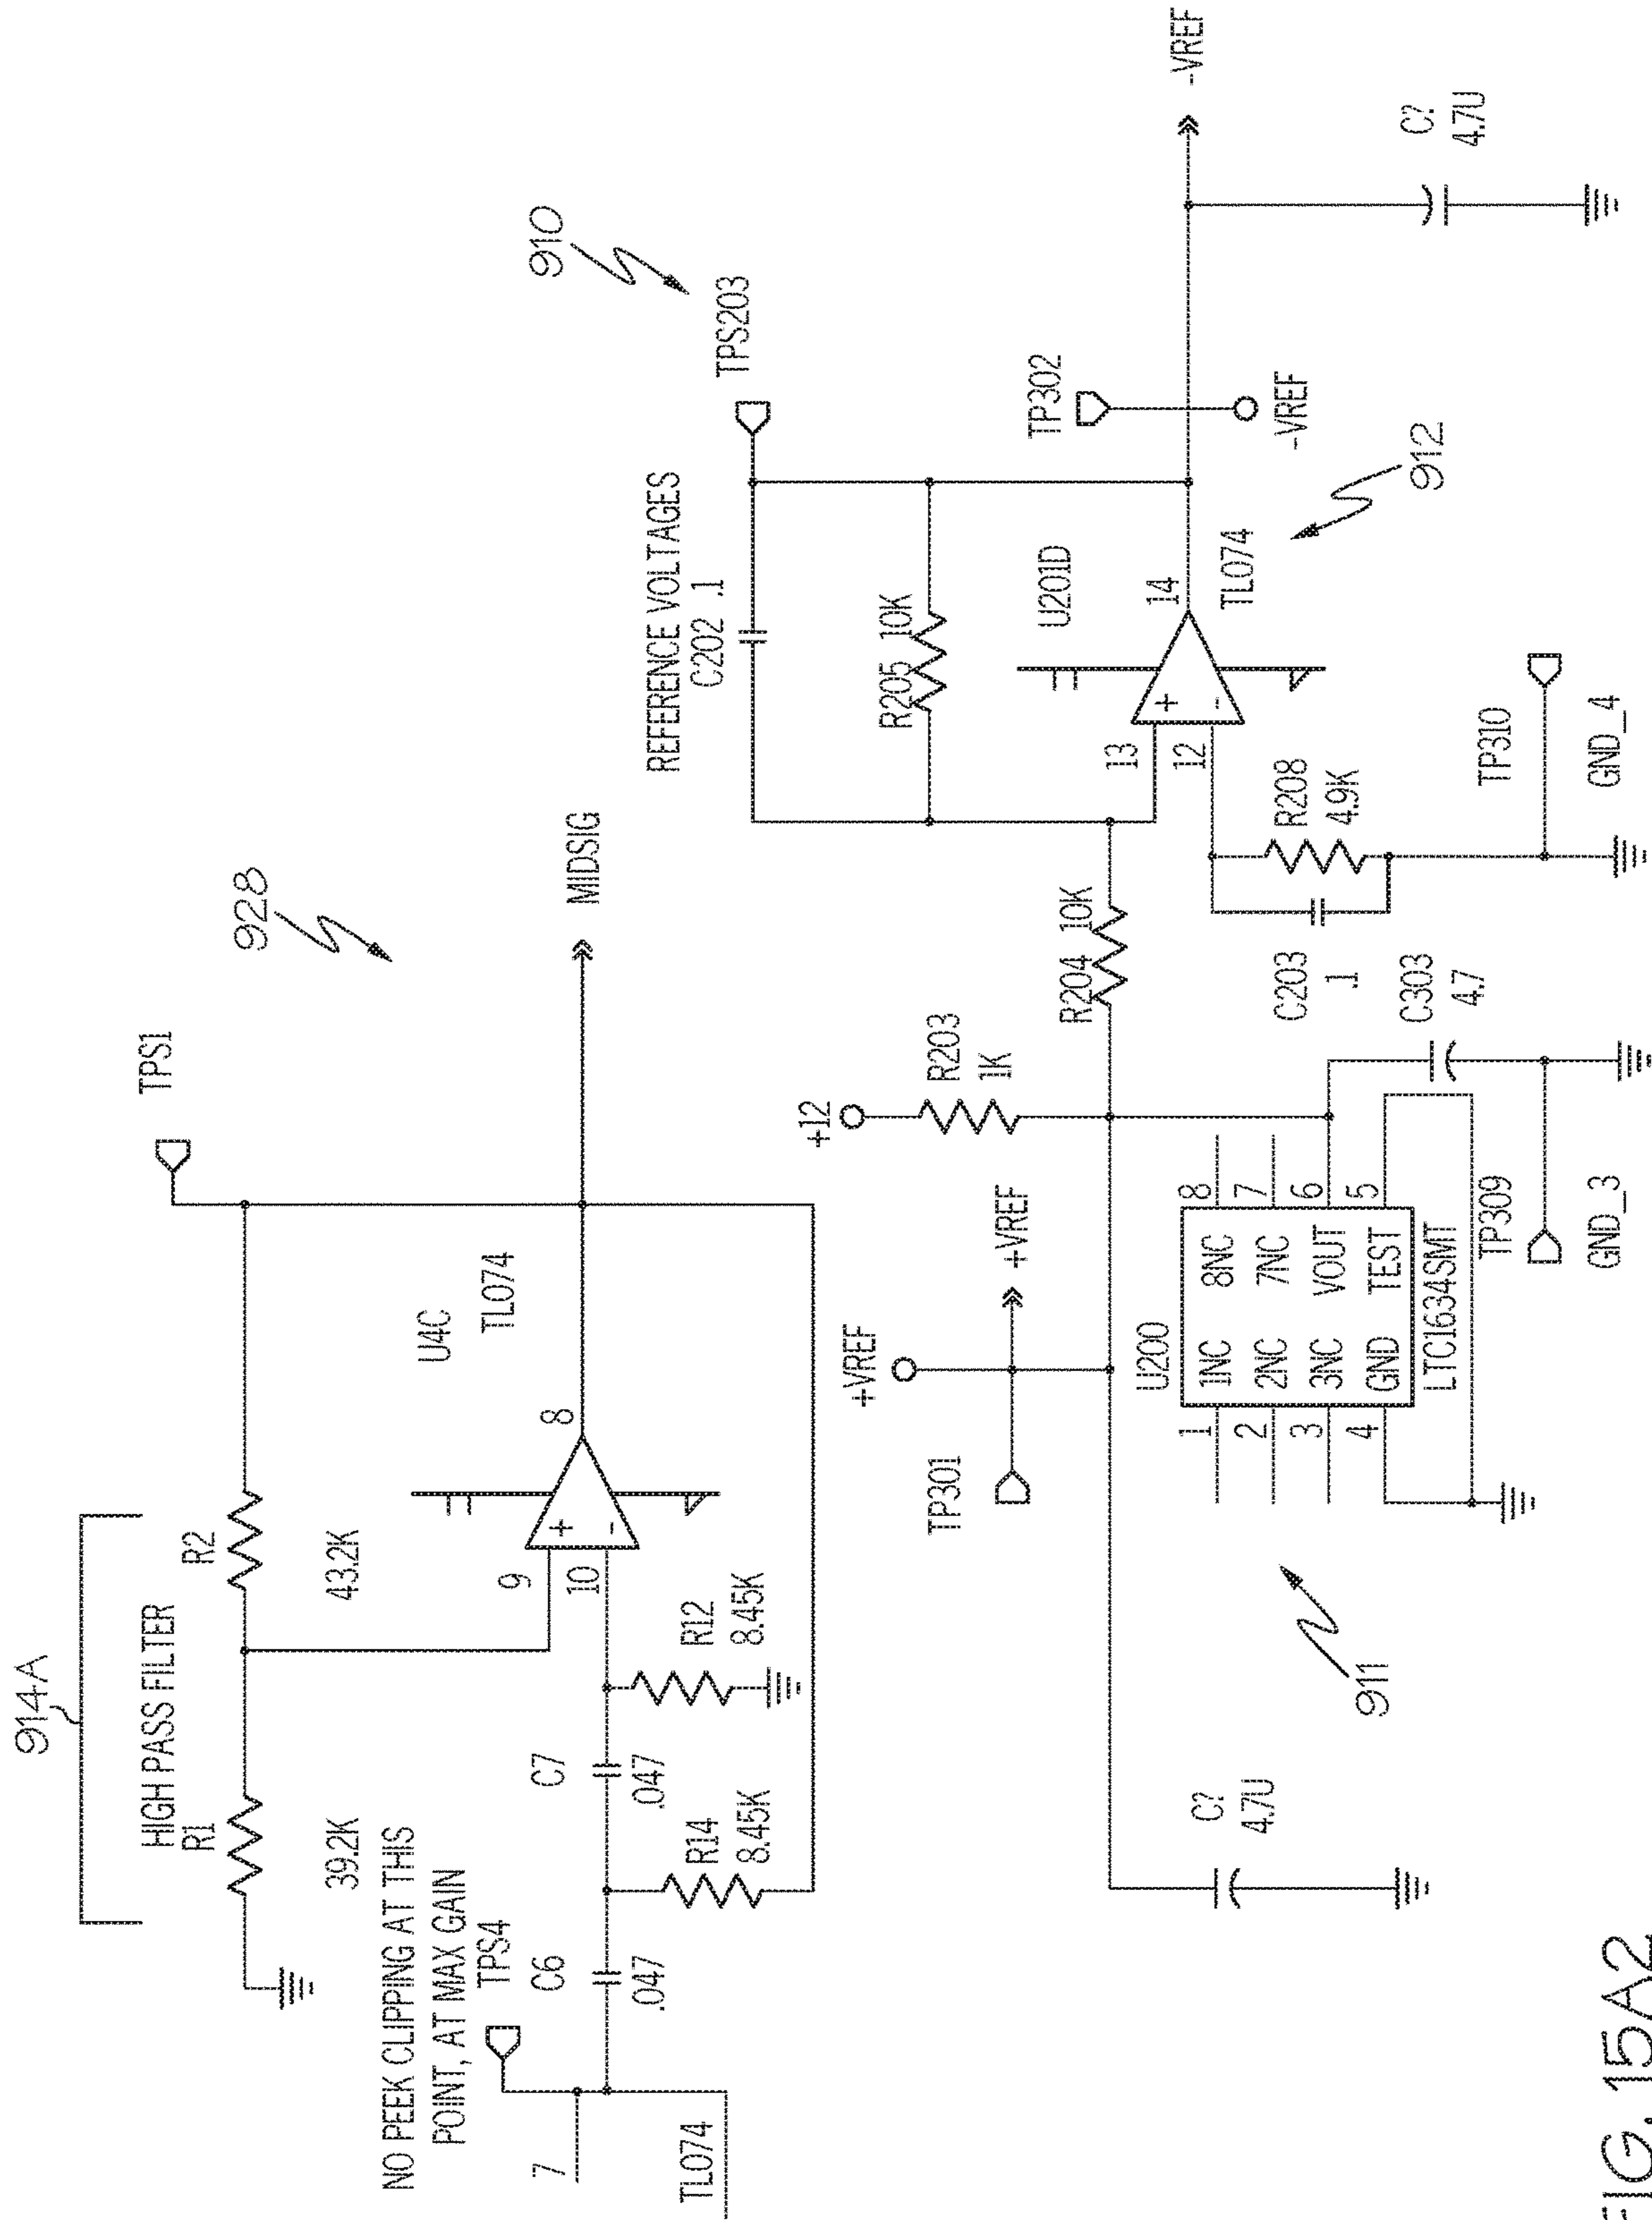 914A
HIGH PASS FILTER
R1
39.2K
R2
43.2K
TPS1
928
NO PEEK CLIPPING AT THIS
POINT, AT MAX GAIN
TPS4
7
TL074
C6
.047
C7
.047
R14
8.45K
R12
8.45K
9
10
+
-
8
U4C
TL074
MIDSIG
910
REFERENCE VOLTAGES
C202 .1
TPS203
R205 10K
+12
R203
1K
R204 10K
13
12
+
-
14
U201D
TL074
TP302
-VREF
-VREF
912
C?
4.7U
+VREF
+VREF
TP301
U200
1
2
3
4
1NC
2NC
3NC
GND
8NC
7NC
VOUT
TEST
8
7
6
5
LTC1634SMT
C203
.1
R208
4.9K
C303
4.7
TP309
GND_3
TP310
GND_4
C?
4.7U
911
FIG. 15A2